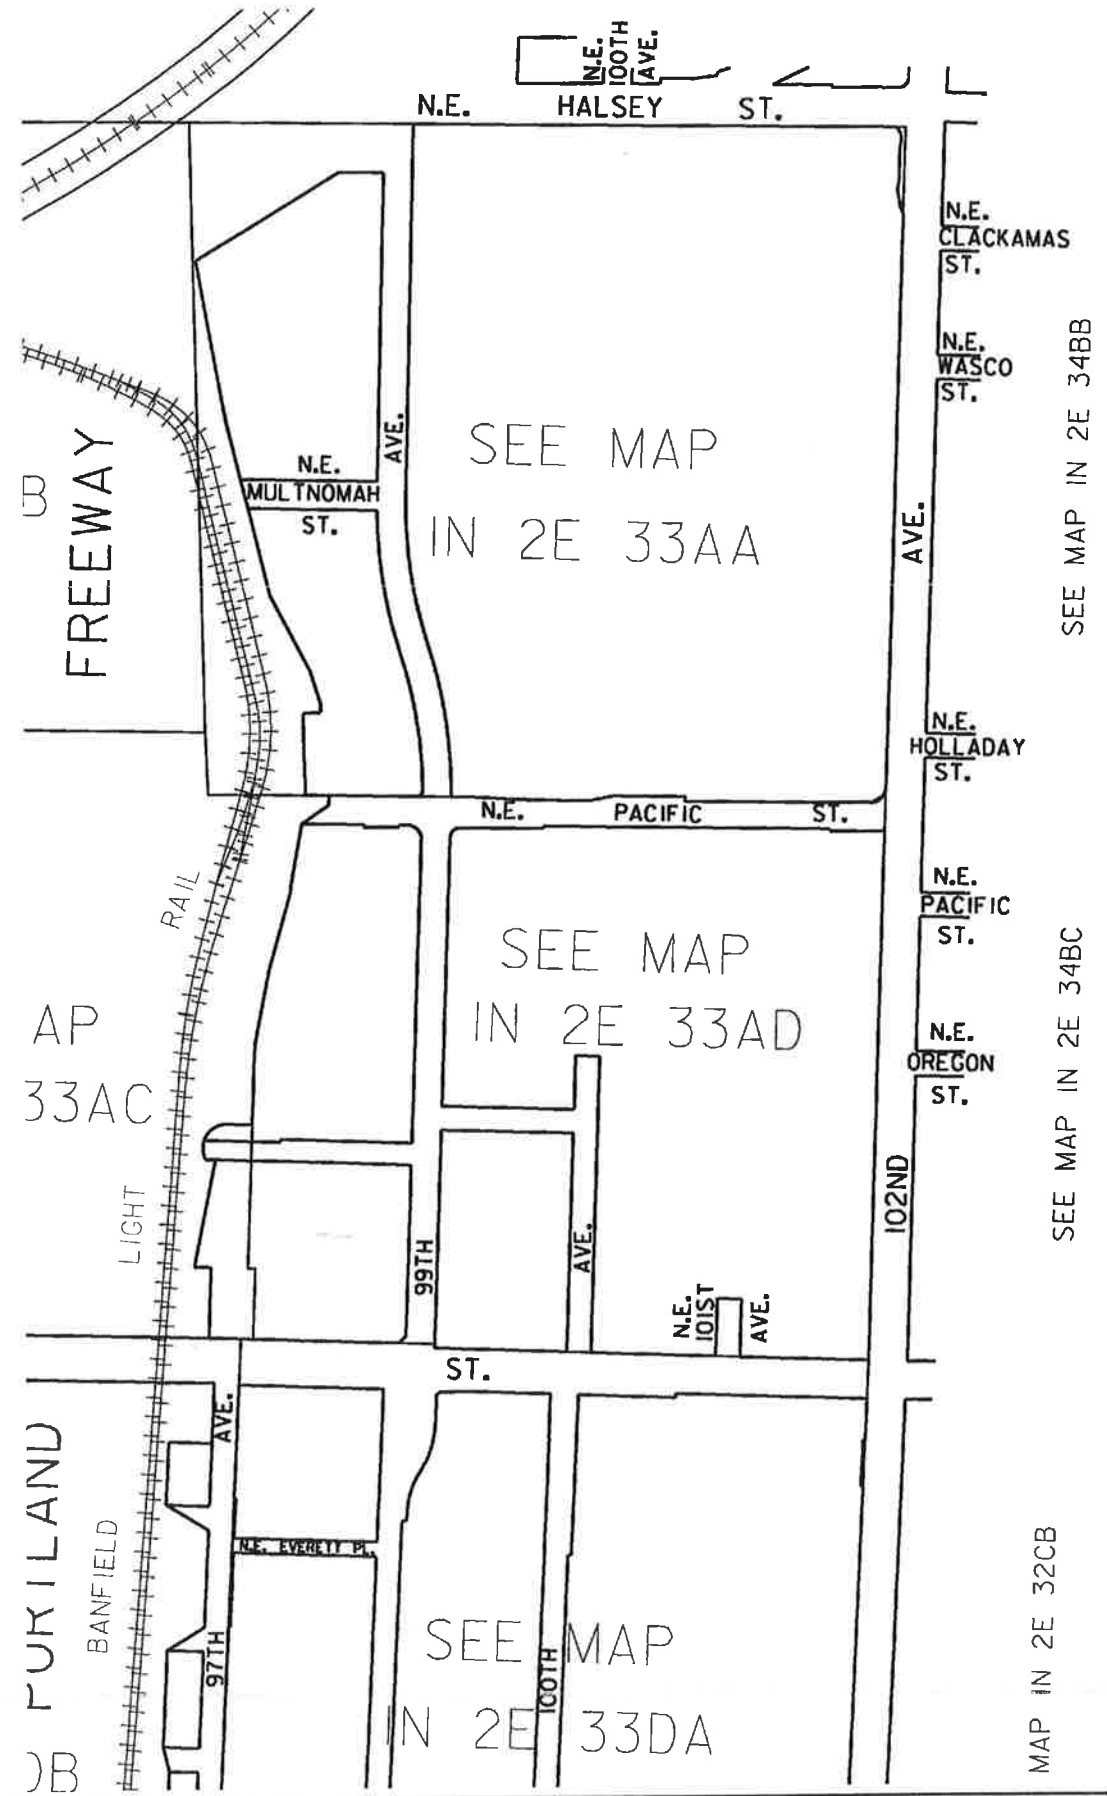 N.E.
100TH
AVE.
N.E. HALSEY ST.
N.E.
CLACKAMAS
ST.
N.E.
WASCO
ST.
SEE MAP IN 2E 34BB
AVE.
SEE MAP
IN 2E 33AA
N.E.
MULTNOMAH
ST.
B
FREEWAY
AVE.
N.E.
HOLLADAY
ST.
N.E. PACIFIC ST.
N.E.
PACIFIC
ST.
RAIL
SEE MAP
IN 2E 33AD
SEE MAP IN 2E 34BC
AP
33AC
N.E.
OREGON
ST.
102ND
LIGHT
99TH
AVE.
N.E.
101ST
AVE.
ST.
AVE.
PORTLAND
BANFIELD
N.E. EVERETT PL.
97TH
SEE MAP
IN 2E 33DA
100TH
MAP IN 2E 32CB
DB